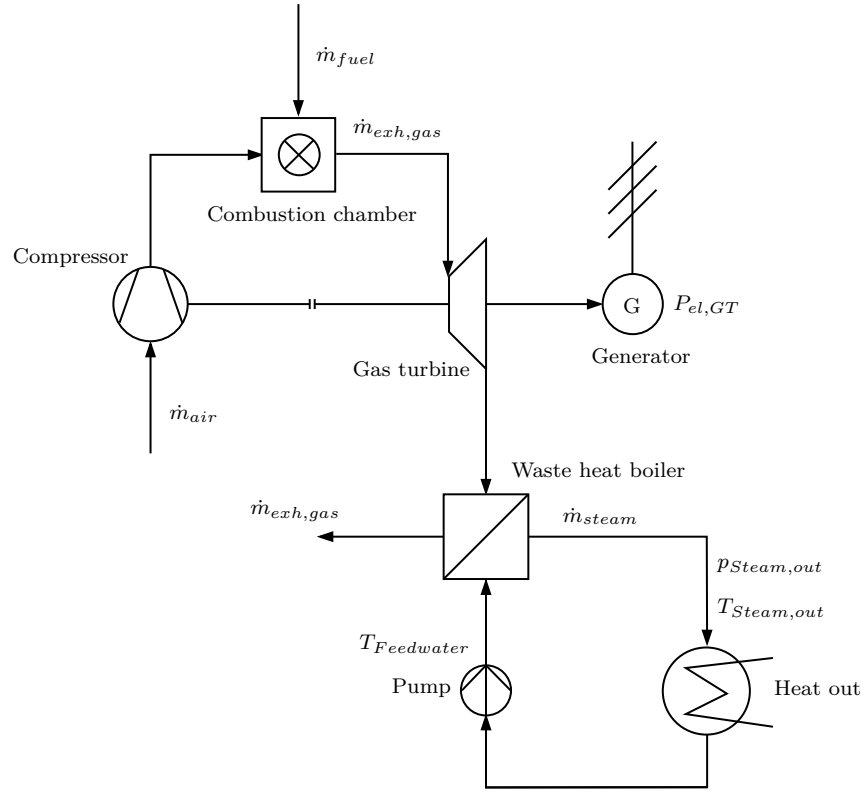 ṁ_fuel
ṁ_exh,gas
Combustion chamber
Compressor
G
P_el,GT
Generator
Gas turbine
ṁ_air
Waste heat boiler
ṁ_exh,gas
ṁ_steam
p_Steam,out
T_Steam,out
T_Feedwater
Pump
Heat out